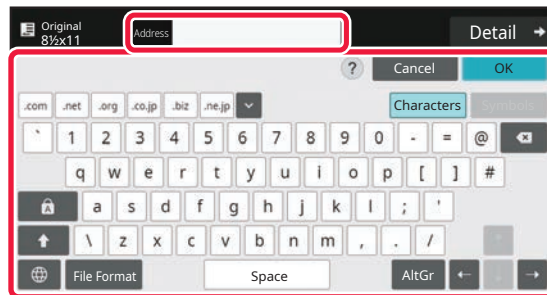 Original
8½x11
Address
Detail
? Cancel OK
.com .net .org .co.jp .biz .ne.jp Characters Symbols
` 1 2 3 4 5 6 7 8 9 0 - = @
q w e r t y u i o p [ ] #
A a s d f g h j k l ; '
\ z x c v b n m , . /
File Format Space AltGr